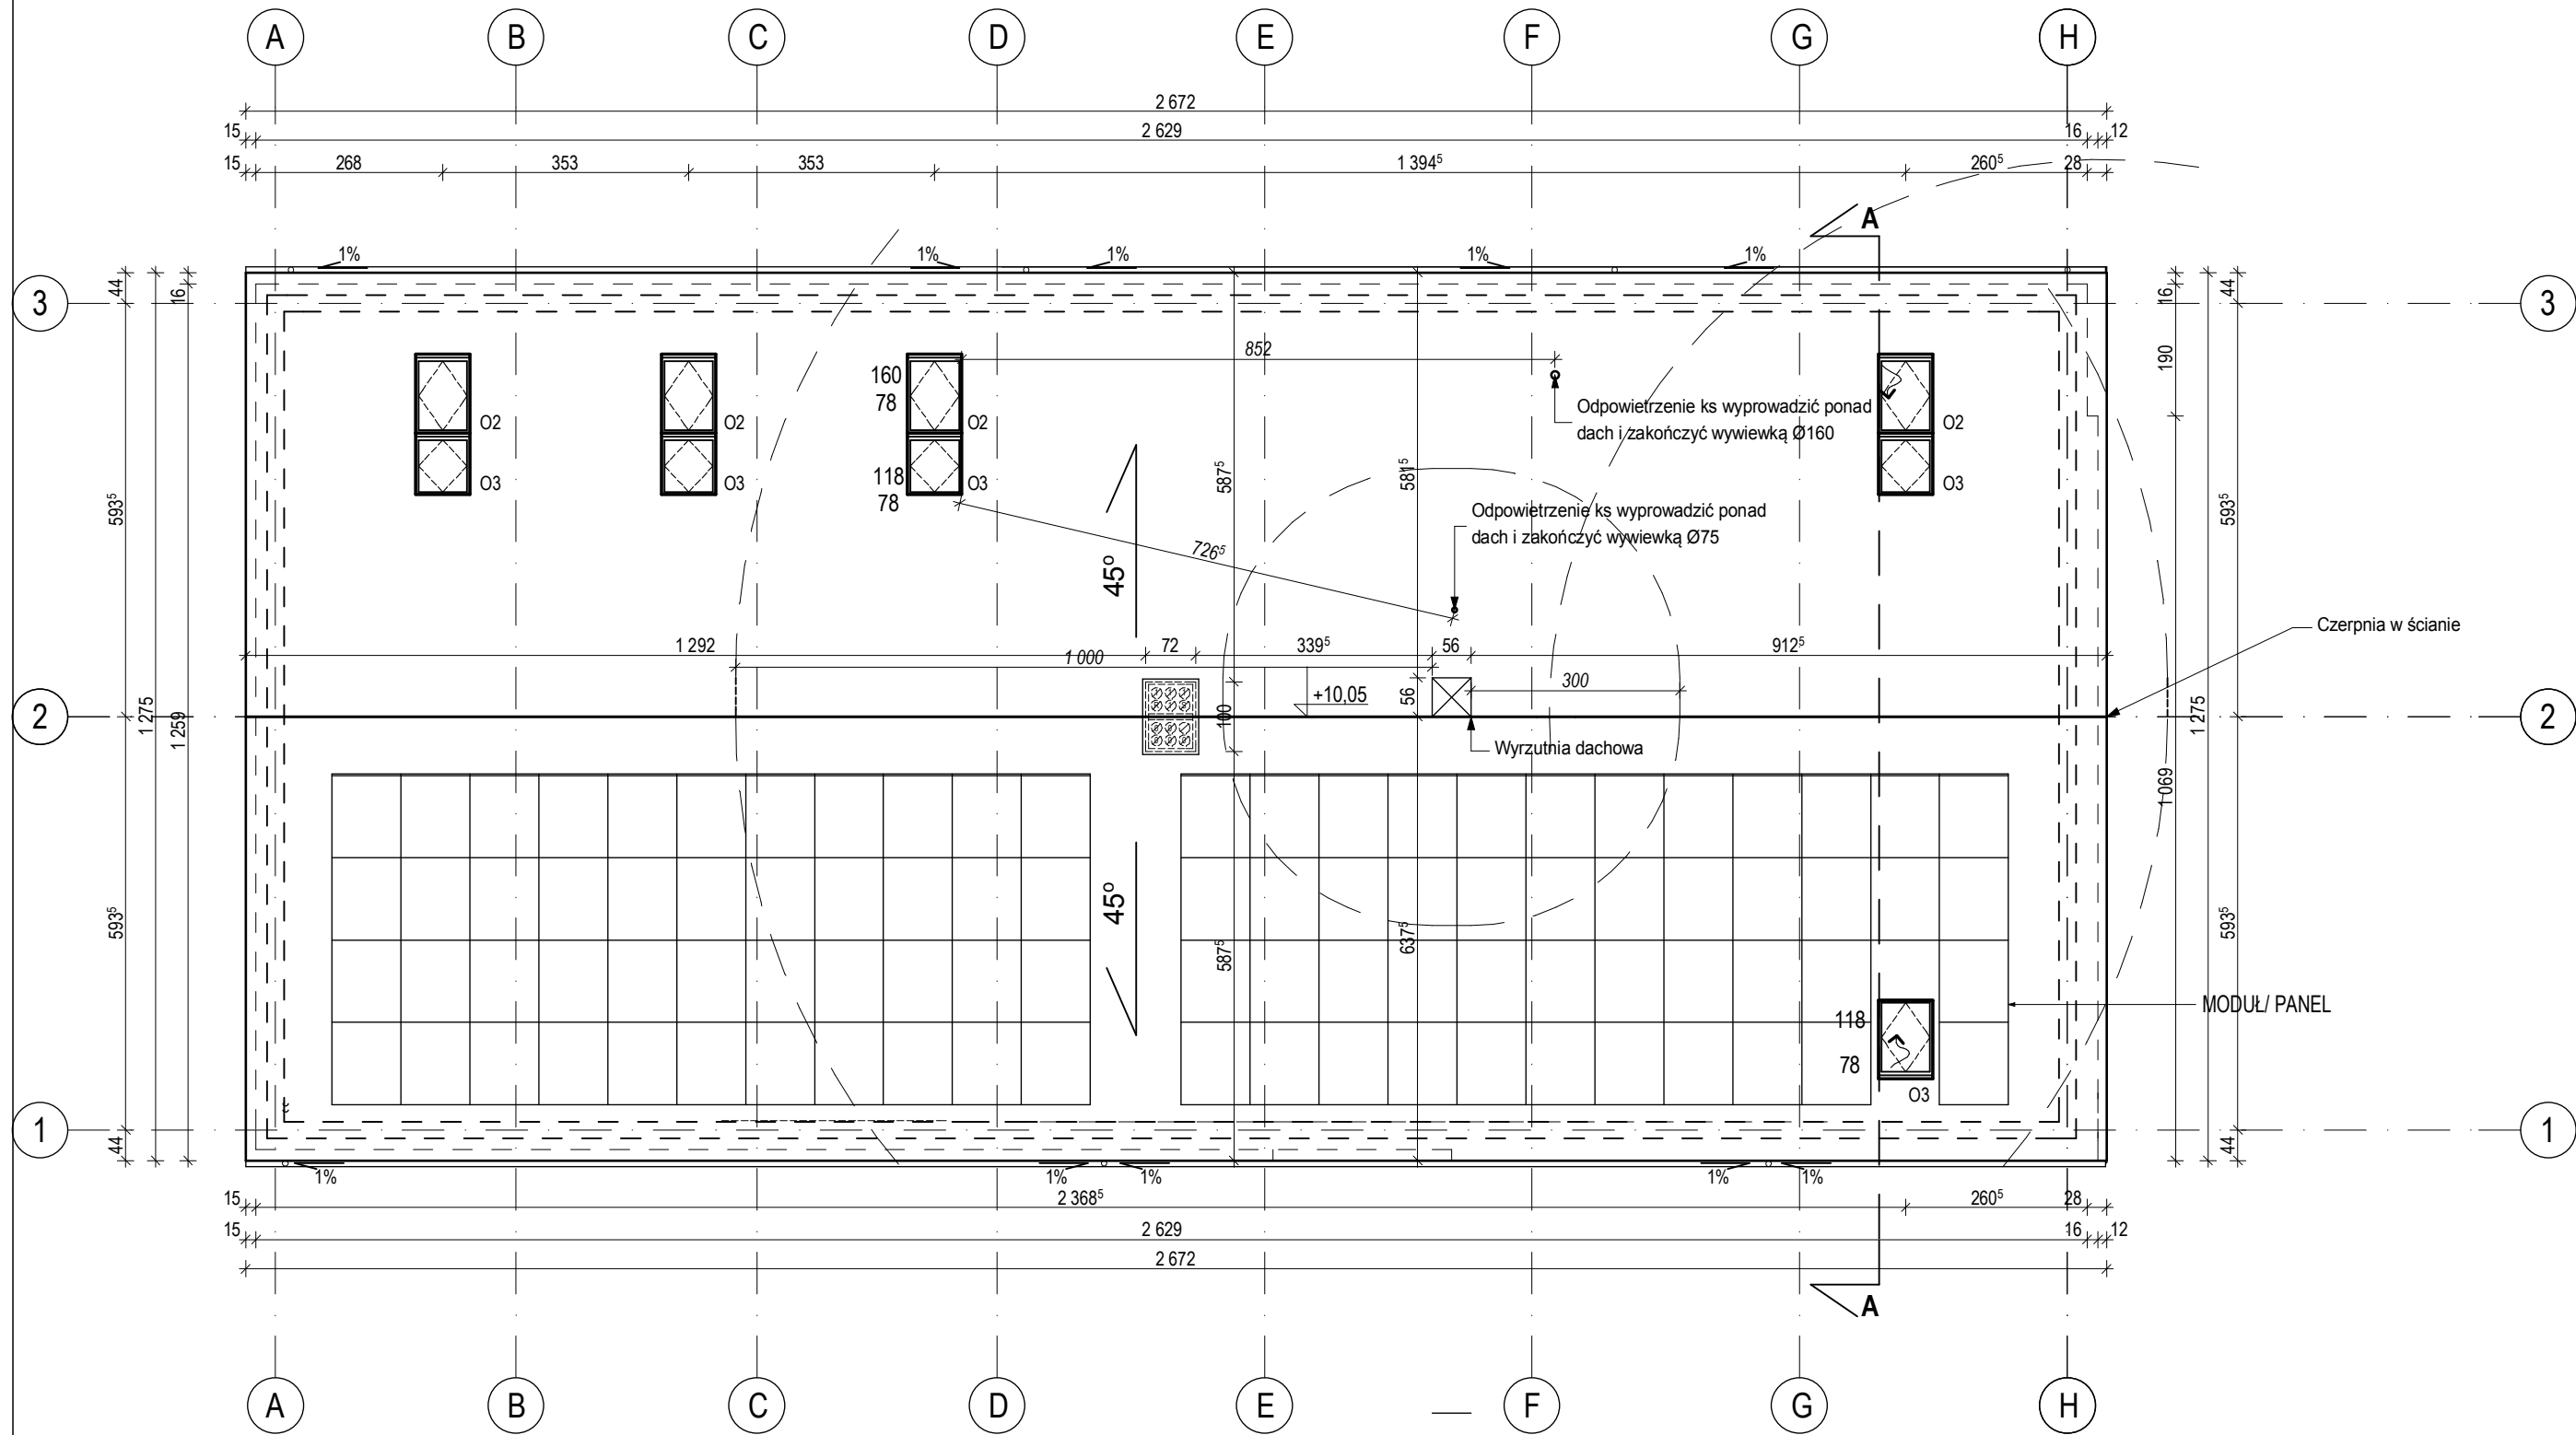 A B C D E F G H
2 672
15 2 629 16 12
15 268 353 353 1 394⁵ 260⁵ 28
A
1% 1% 1% 1% 1%
3 44 16 16 44 3
852
190
160
78
O2 O2 O2 O2
Odpowietrzenie ks wyprowadzić ponad
dach i zakończyć wywiewką Ø160
118
78
O3 O3 O3 O3
587⁵ 581⁵
593⁵ 593⁵
Odpowietrzenie ks wyprowadzić ponad
dach i zakończyć wywiewką Ø75
726⁵
45°
Czerpnia w ścianie
1 292 72 339⁵ 56 912⁵
1 000
300
+10,05
56
100
2 1 275 1 259 1 275 2
Wyrzutnia dachowa
1 069
45°
593⁵ 587⁵ 637⁵ 593⁵
MODUŁ/ PANEL
118
78
O3
1 44 44 1
1% 1% 1% 1% 1%
15 2 368⁵ 260⁵ 28
15 2 629 16 12
2 672
A
A B C D E F G H